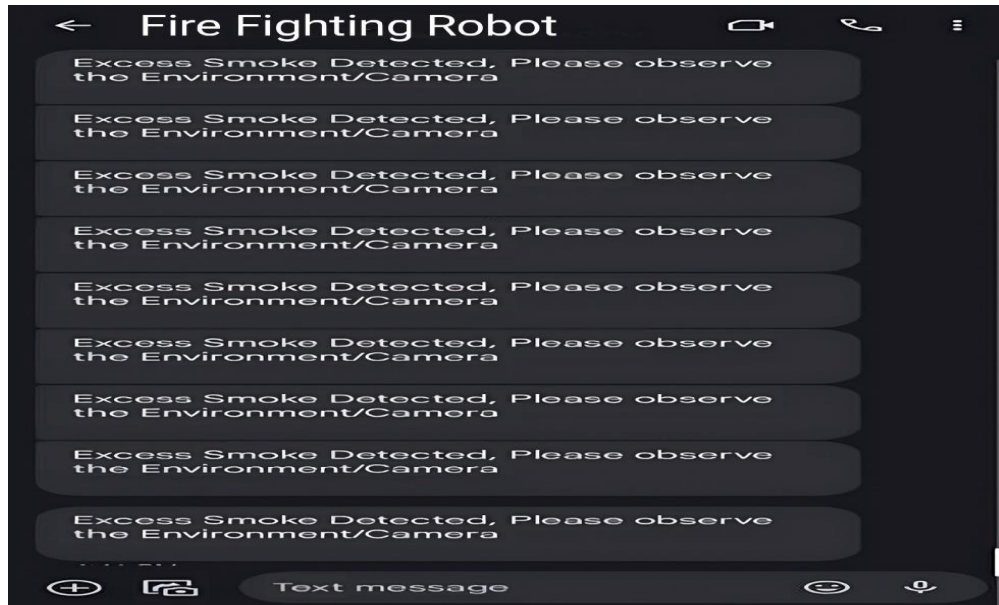 Fire Fighting Robot
Excess Smoke Detected, Please observe
the Environment/Camera
Excess Smoke Detected, Please observe
the Environment/Camera
Excess Smoke Detected, Please observe
the Environment/Camera
Excess Smoke Detected, Please observe
the Environment/Camera
Excess Smoke Detected, Please observe
the Environment/Camera
Excess Smoke Detected, Please observe
the Environment/Camera
Excess Smoke Detected, Please observe
the Environment/Camera
Excess Smoke Detected, Please observe
the Environment/Camera
Excess Smoke Detected, Please observe
the Environment/Camera
Text message